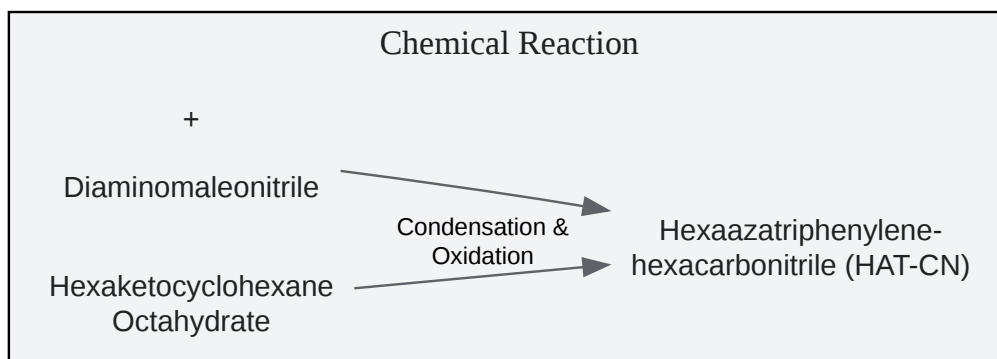 Chemical Reaction
+
Diaminomaleonitrile
Condensation &
Oxidation
Hexaketocyclohexane
Octahydrate
Hexaazatriphenylene-
hexacarbonitrile (HAT-CN)